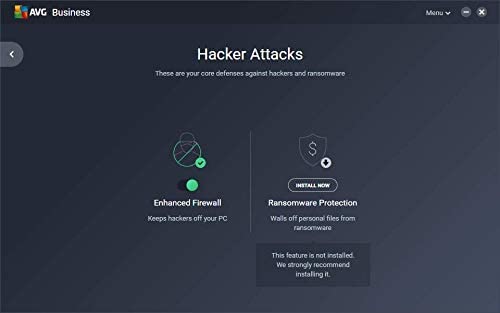 AVG Business
Menu
Hacker Attacks
These are your core defenses against hackers and ransomware
$
INSTALL NOW
Enhanced Firewall
Ransomware Protection
Keeps hackers off your PC
Walls off personal files from
ransomware
This feature is not installed.
We strongly recommend
installing it.